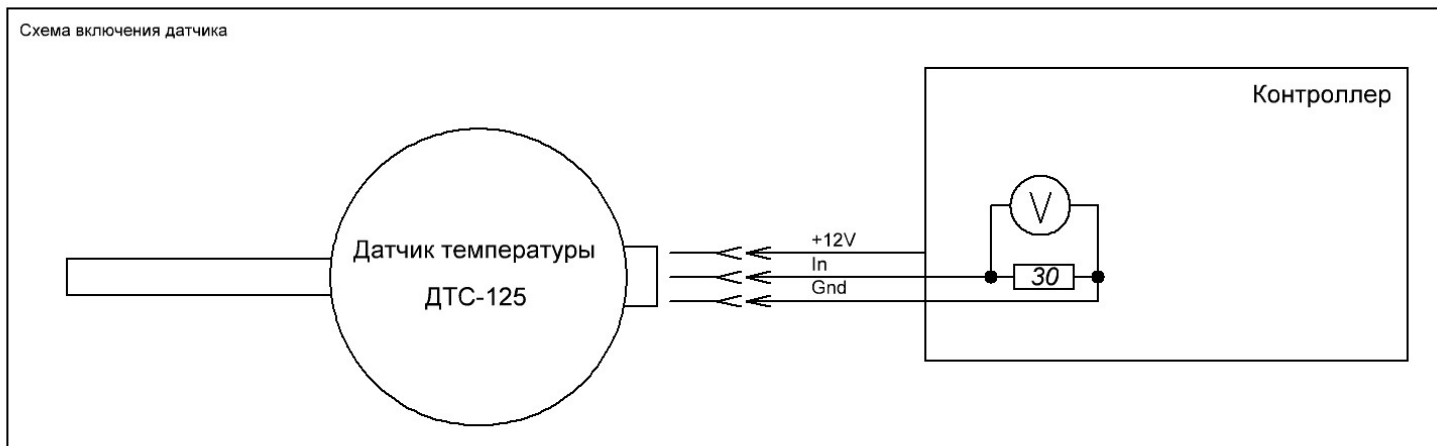 Схема включения датчика
Контроллер
Датчик температуры
ДТС-125
+12V
In
Gnd
V
30